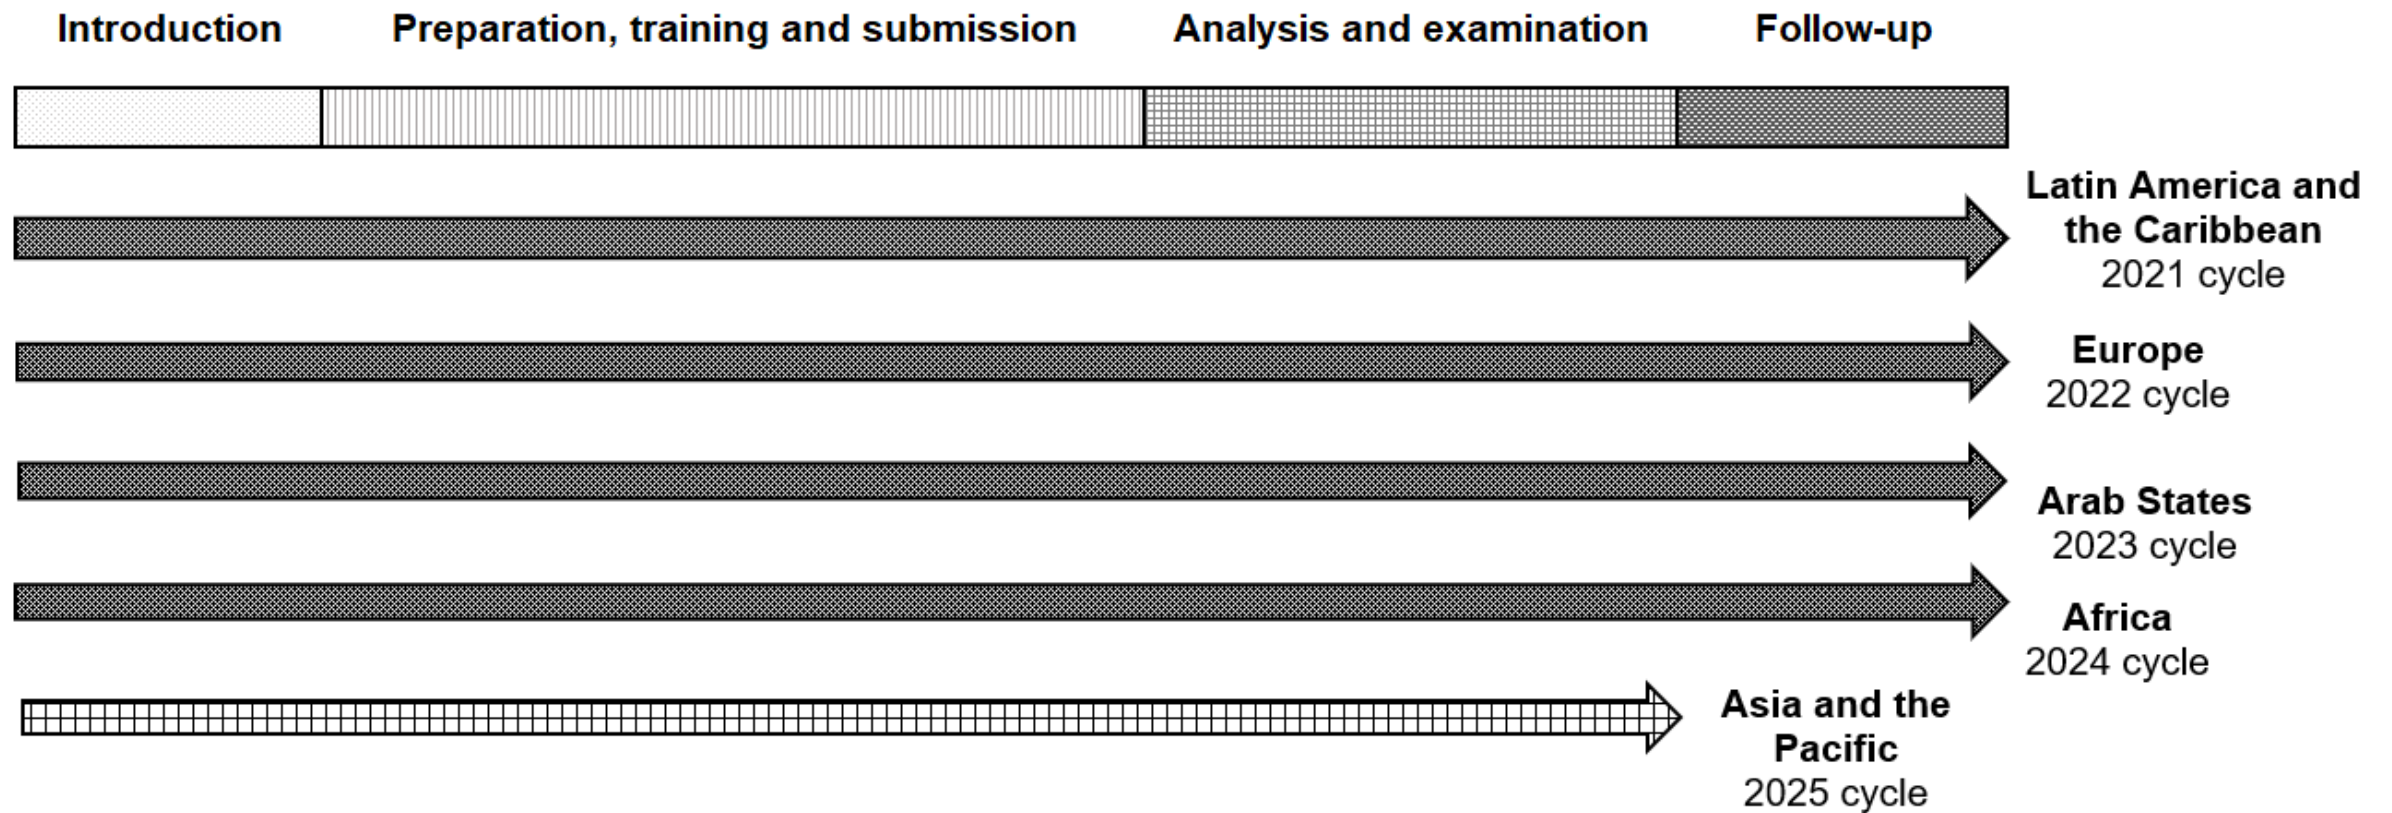 Introduction
Preparation, training and submission
Analysis and examination
Follow-up
Latin America and
the Caribbean
2021 cycle
Europe
2022 cycle
Arab States
2023 cycle
Africa
2024 cycle
Asia and the
Pacific
2025 cycle